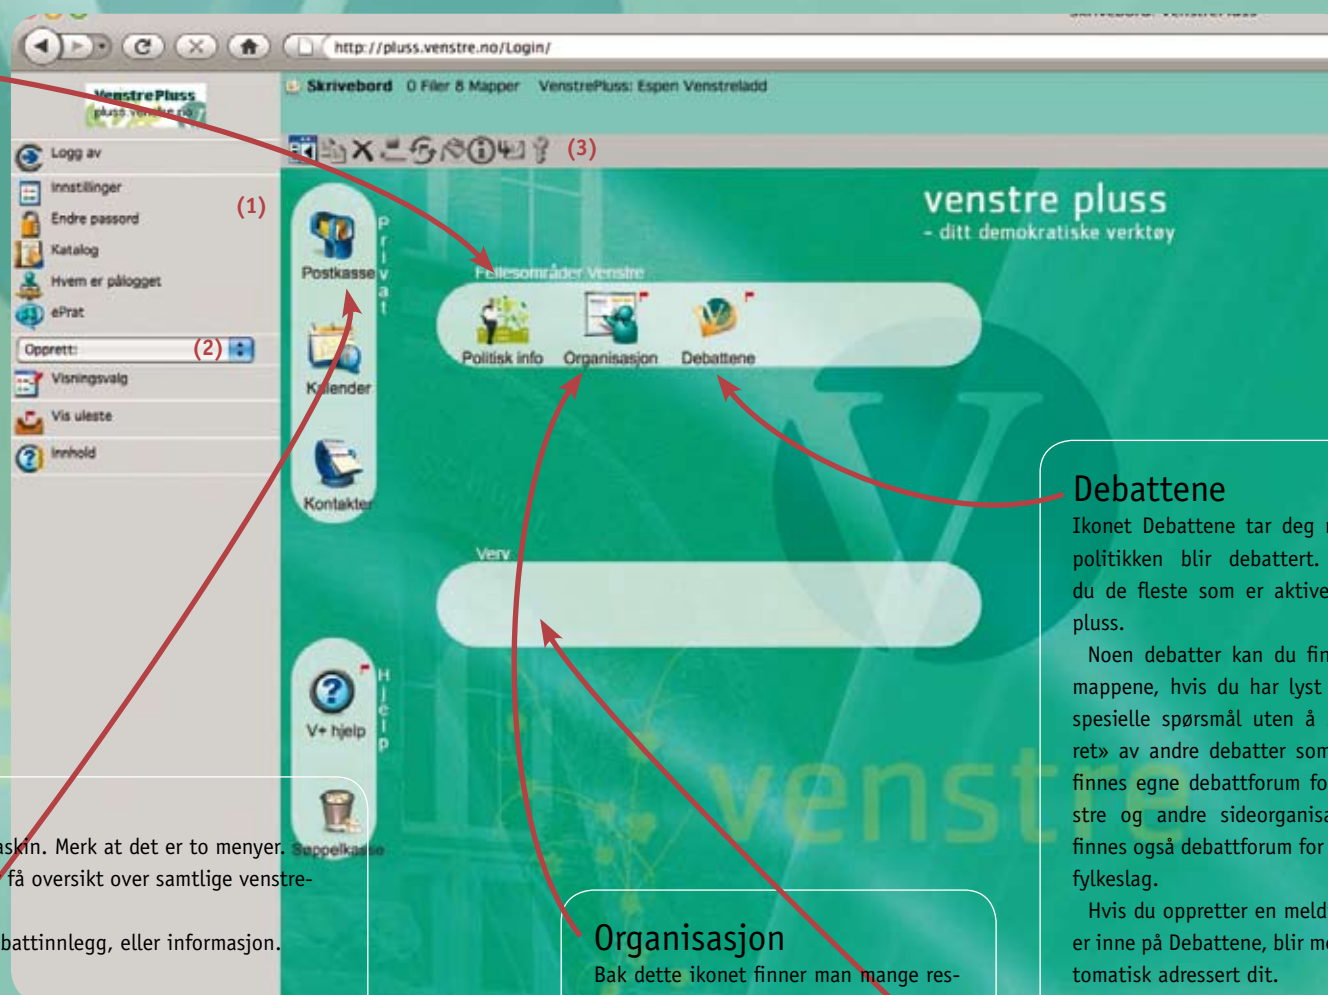 http://pluss.venstre.no/Login/
VenstrePluss
pluss.venstre.no
Skrivebord 0 Filer 8 Mapper VenstrePluss: Espen Venstreladd
(3)
Logg av
Innstillinger
Endre passord
(1)
Katalog
Hvem er pålogget
ePrat
Opprett:
(2)
Visningsvalg
Vis uleste
Innhold
Privat
Postkasse
Kalender
Kontakter
venstre pluss
- ditt demokratiske verktøy
Fellesområder Venstre
Politisk info Organisasjon Debattene
Verv
Hjelp
V+ hjelp
Søppelkasse
venstre
Debattene
Ikonet Debattene tar deg
politikken blir debattert.
du de fleste som er aktive
pluss.
Noen debatter kan du fin
mappene, hvis du har lyst
spesielle spørsmål uten å
ret» av andre debatter som
finnes egne debattforum fo
stre og andre sideorganisa
finnes også debattforum for
fylkeslag.
Hvis du oppretter en meld
er inne på Debattene, blir me
tomatisk adressert dit.
askin. Merk at det er to menyer.
få oversikt over samtlige venstre-
battinnlegg, eller informasjon.
Organisasjon
Bak dette ikonet finner man mange res-